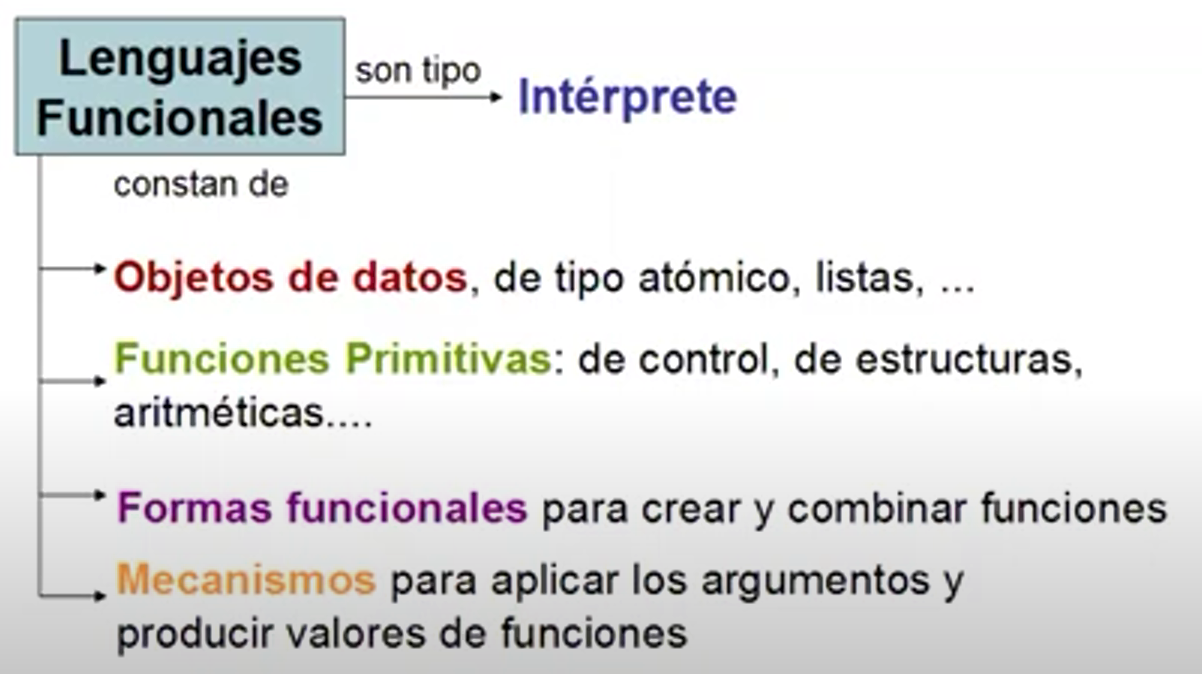 Lenguajes
Funcionales
son tipo
Intérprete
constan de
Objetos de datos, de tipo atómico, listas, ...
Funciones Primitivas: de control, de estructuras,
aritméticas....
Formas funcionales para crear y combinar funciones
Mecanismos para aplicar los argumentos y
producir valores de funciones